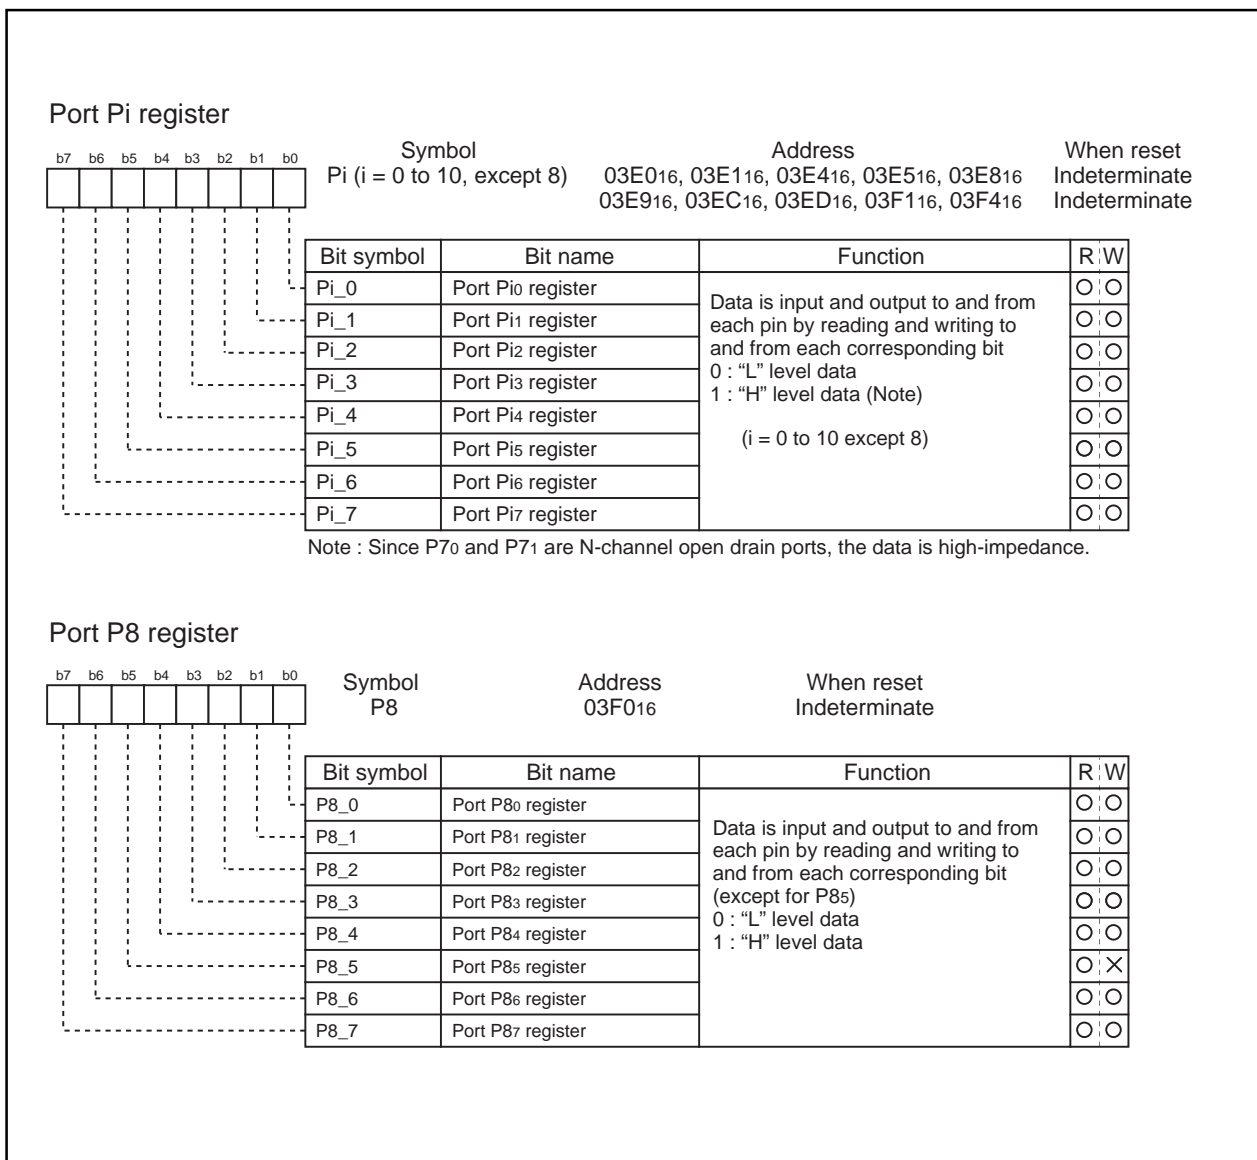 Port Pi register
b7 b6 b5 b4 b3 b2 b1 b0
Symbol Address When reset
Pi (i = 0 to 10, except 8) 03E016, 03E116, 03E416, 03E516, 03E816 Indeterminate
03E916, 03EC16, 03ED16, 03F116, 03F416 Indeterminate
Bit symbol Bit name Function R W
Pi_0 Port Pi0 register
Pi_1 Port Pi1 register
Pi_2 Port Pi2 register
Pi_3 Port Pi3 register
Pi_4 Port Pi4 register
Pi_5 Port Pi5 register
Pi_6 Port Pi6 register
Pi_7 Port Pi7 register
Data is input and output to and from
each pin by reading and writing to
and from each corresponding bit
0 : “L” level data
1 : “H” level data (Note)
(i = 0 to 10 except 8)
Note : Since P70 and P71 are N-channel open drain ports, the data is high-impedance.
Port P8 register
b7 b6 b5 b4 b3 b2 b1 b0
Symbol Address When reset
P8 03F016 Indeterminate
Bit symbol Bit name Function R W
P8_0 Port P80 register
P8_1 Port P81 register
P8_2 Port P82 register
P8_3 Port P83 register
P8_4 Port P84 register
P8_5 Port P85 register
P8_6 Port P86 register
P8_7 Port P87 register
Data is input and output to and from
each pin by reading and writing to
and from each corresponding bit
(except for P85)
0 : “L” level data
1 : “H” level data